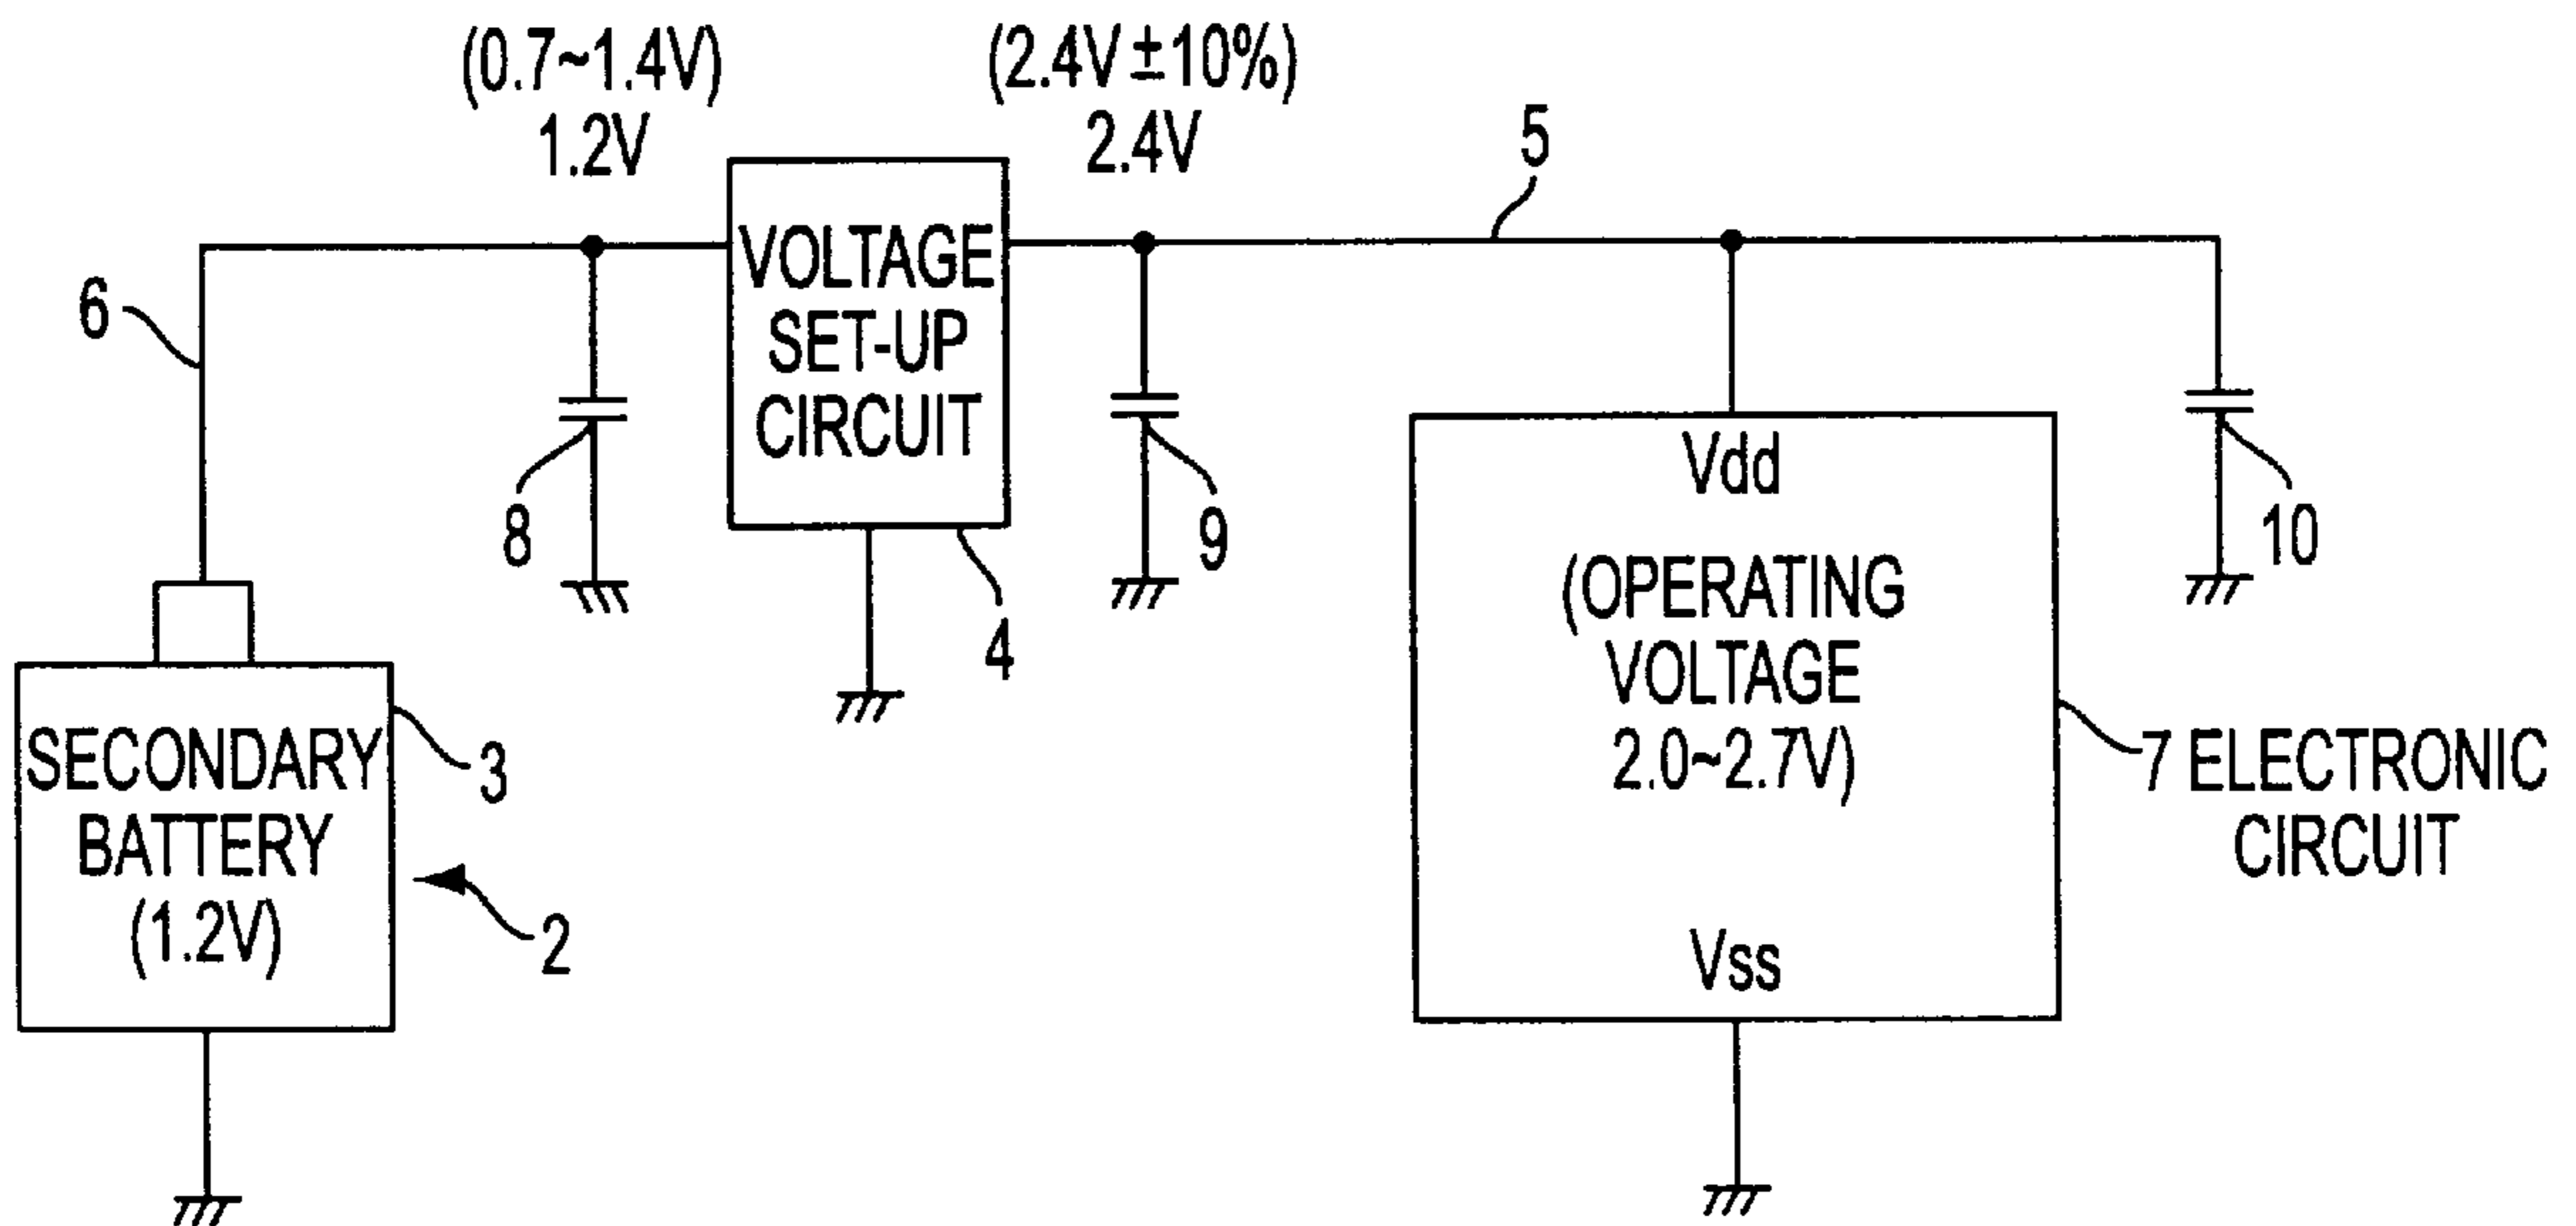 (0.7~1.4V)
1.2V
(2.4V±10%)
2.4V
5
6
VOLTAGE
SET-UP
CIRCUIT
8
9
4
10
Vdd
(OPERATING
VOLTAGE
2.0~2.7V)
Vss
7 ELECTRONIC
CIRCUIT
SECONDARY
BATTERY
(1.2V)
3
2